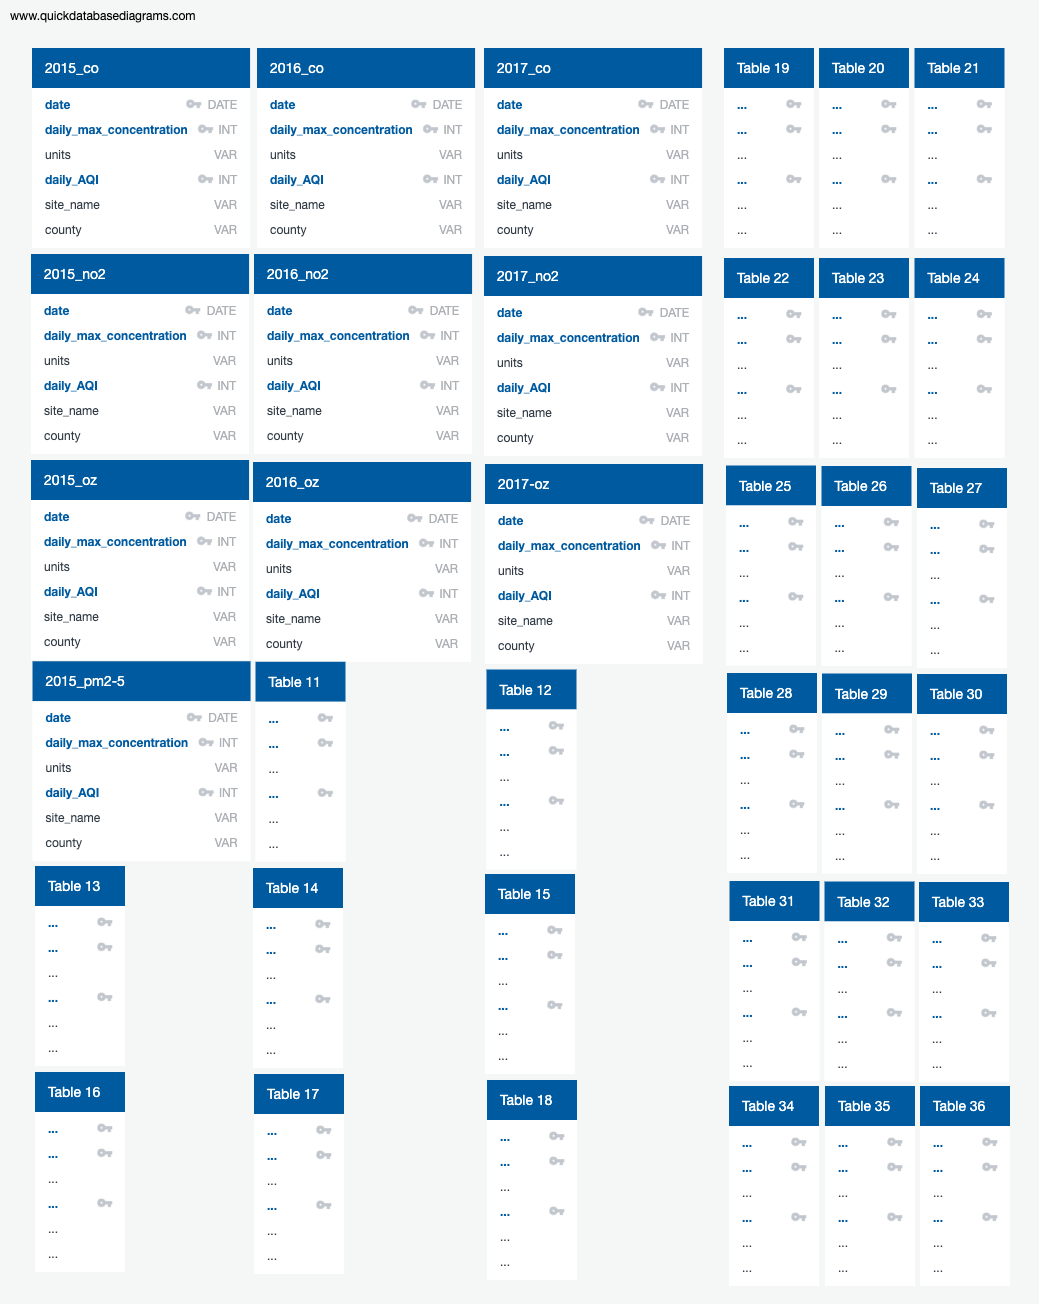 www.quickdatabasediagrams.com
2015_co
date DATE
daily_max_concentration INT
units VAR
daily_AQI INT
site_name VAR
county VAR
2016_co
date DATE
daily_max_concentration INT
units VAR
daily_AQI INT
site_name VAR
county VAR
2017_co
date DATE
daily_max_concentration INT
units VAR
daily_AQI INT
site_name VAR
county VAR
Table 19
...
...
...
...
...
...
Table 20
...
...
...
...
...
...
Table 21
...
...
...
...
...
...
2015_no2
date DATE
daily_max_concentration INT
units VAR
daily_AQI INT
site_name VAR
county VAR
2016_no2
date DATE
daily_max_concentration INT
units VAR
daily_AQI INT
site_name VAR
county VAR
2017_no2
date DATE
daily_max_concentration INT
units VAR
daily_AQI INT
site_name VAR
county VAR
Table 22
...
...
...
...
...
...
Table 23
...
...
...
...
...
...
Table 24
...
...
...
...
...
...
2015_oz
date DATE
daily_max_concentration INT
units VAR
daily_AQI INT
site_name VAR
county VAR
2016_oz
date DATE
daily_max_concentration INT
units VAR
daily_AQI INT
site_name VAR
county VAR
2017-oz
date DATE
daily_max_concentration INT
units VAR
daily_AQI INT
site_name VAR
county VAR
Table 25
...
...
...
...
...
...
Table 26
...
...
...
...
...
...
Table 27
...
...
...
...
...
...
2015_pm2-5
date DATE
daily_max_concentration INT
units VAR
daily_AQI INT
site_name VAR
county VAR
Table 11
...
...
...
...
...
...
Table 12
...
...
...
...
...
...
Table 28
...
...
...
...
...
...
Table 29
...
...
...
...
...
...
Table 30
...
...
...
...
...
...
Table 13
...
...
...
...
...
...
Table 14
...
...
...
...
...
...
Table 15
...
...
...
...
...
...
Table 31
...
...
...
...
...
...
Table 32
...
...
...
...
...
...
Table 33
...
...
...
...
...
...
Table 16
...
...
...
...
...
...
Table 17
...
...
...
...
...
...
Table 18
...
...
...
...
...
...
Table 34
...
...
...
...
...
...
Table 35
...
...
...
...
...
...
Table 36
...
...
...
...
...
...